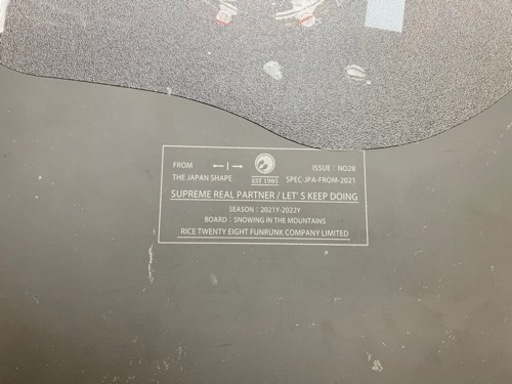 FROM ISSUE : NO28
THE JAPAN SHAPE EST 1995 SPEC-JPA-FROM-2021
SUPREME REAL PARTNER / LET' S KEEP DOING
SEASON : 2021Y-2022Y
BOARD : SNOWING IN THE MOUNTAINS
RICE TWENTY EIGHT FUNRUNK COMPANY LIMITED